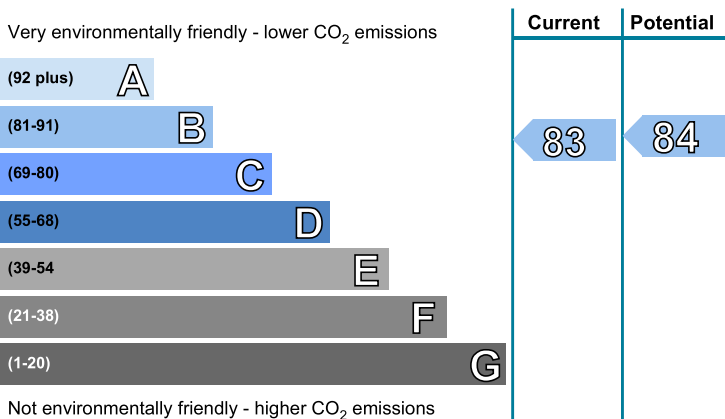 Current Potential
Very environmentally friendly - lower CO2 emissions
(92 plus) A
(81-91) B
83 84
(69-80) C
(55-68) D
(39-54 E
(21-38) F
(1-20) G
Not environmentally friendly - higher CO2 emissions